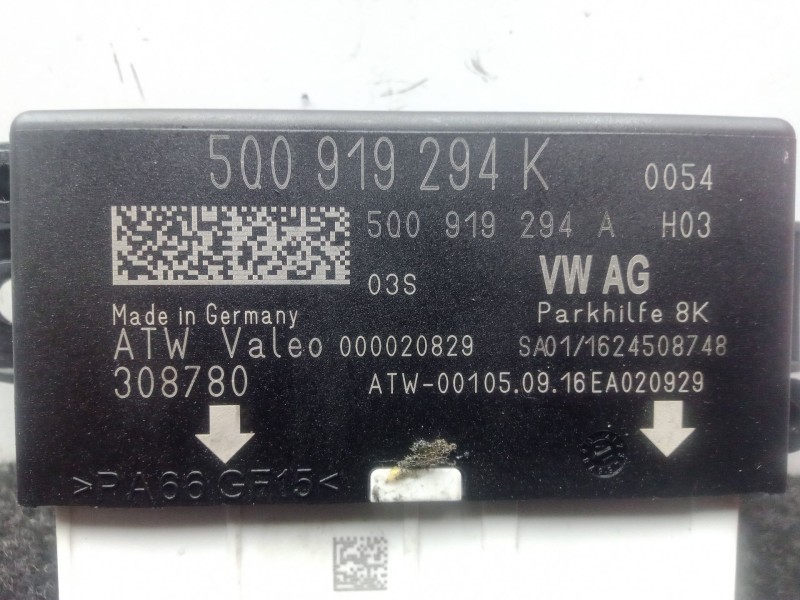 5Q0 919 294 K 0054
5Q0 919 294 A H03
03S VW AG
Made in Germany Parkhilfe 8K
ATW Valeo 000020829 SA01/1624508748
308780 ATW-00105.09.16EA020929
>PA66 GF15<